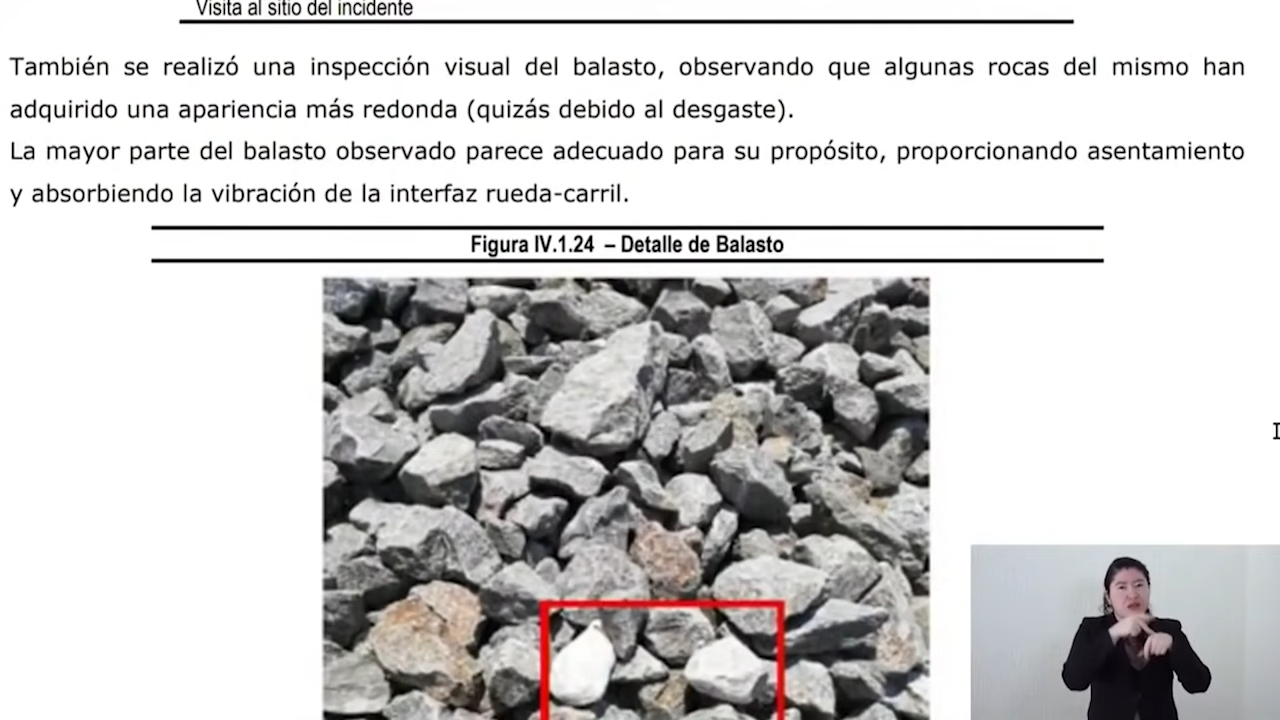 Visita al sitio del incidente
También se realizó una inspección visual del balasto, observando que algunas rocas del mismo han
adquirido una apariencia más redonda (quizás debido al desgaste).
La mayor parte del balasto observado parece adecuado para su propósito, proporcionando asentamiento
y absorbiendo la vibración de la interfaz rueda-carril.
Figura IV.1.24 – Detalle de Balasto